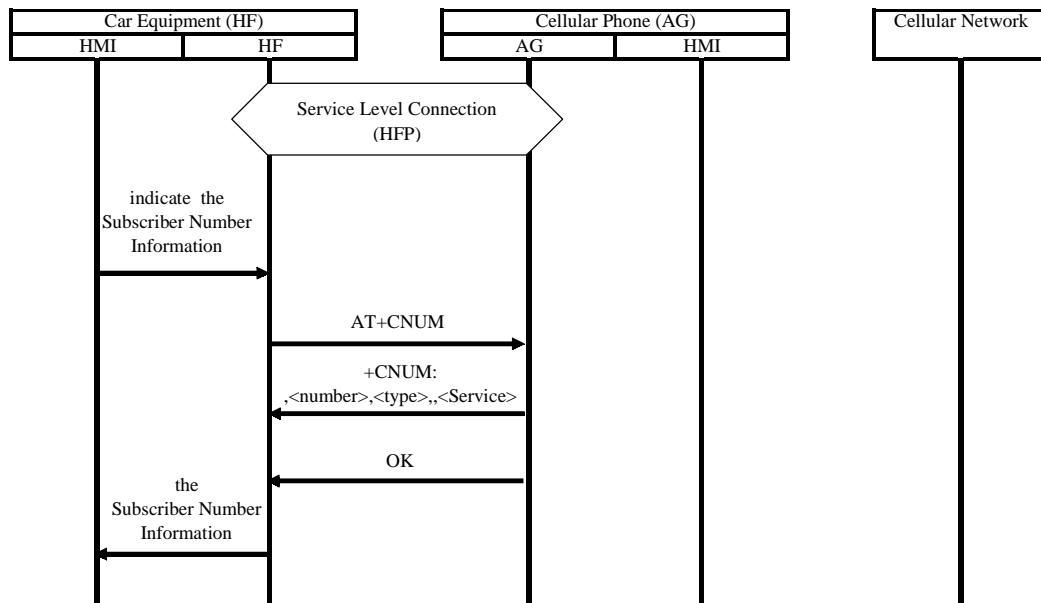 Car Equipment (HF)
Cellular Phone (AG)
Cellular Network
HMI
HF
AG
HMI
Service Level Connection
(HFP)
indicate the
Subscriber Number
Information
AT+CNUM
+CNUM:
,<number>,<type>,,<Service>
OK
the
Subscriber Number
Information